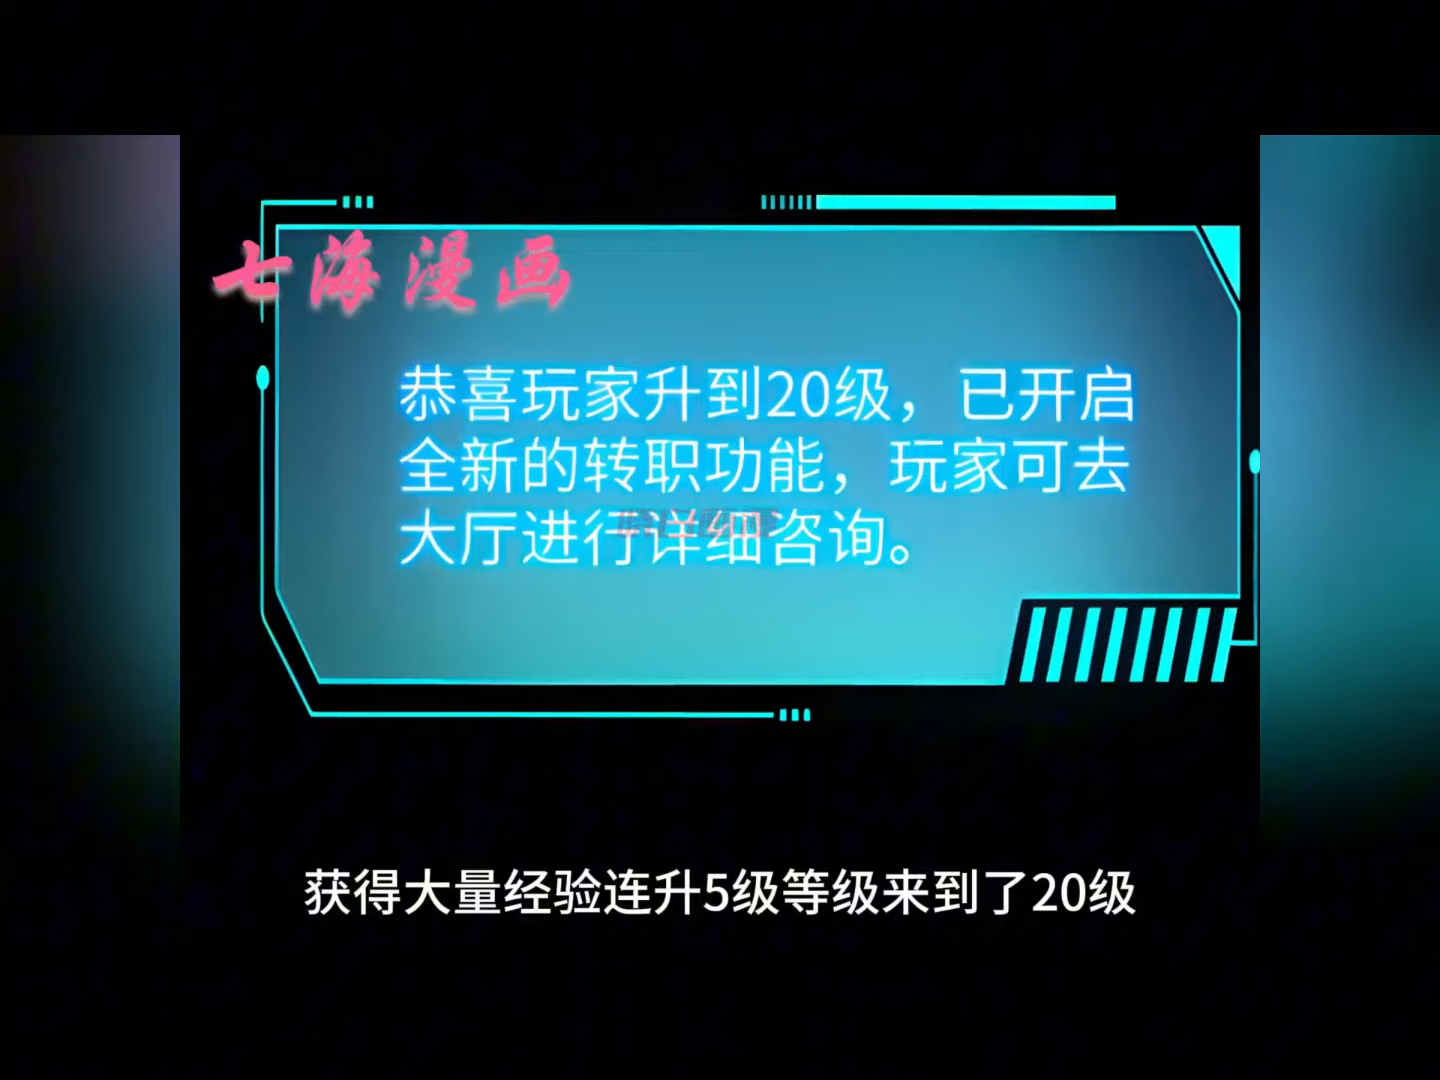 七海漫画
恭喜玩家升到20级，已开启
全新的转职功能，玩家可去
大厅进行详细咨询。
获得大量经验连升5级等级来到了20级